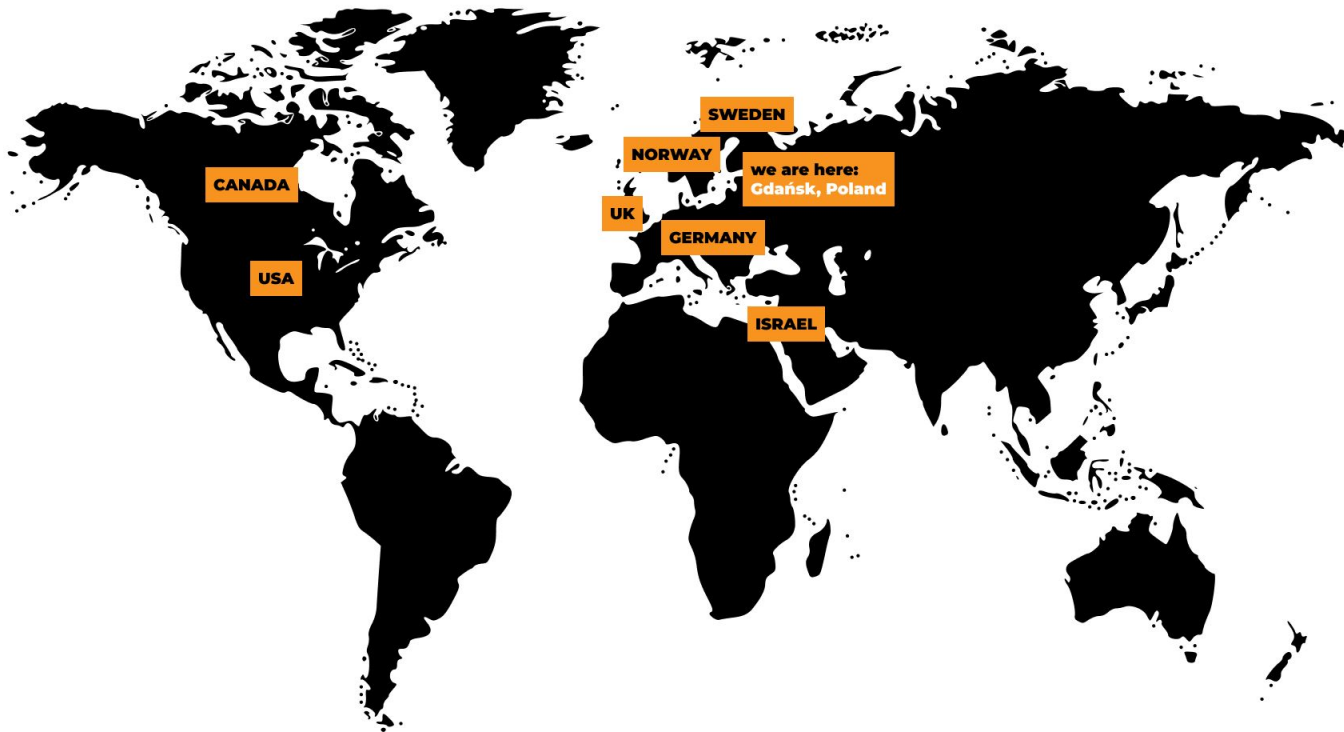 SWEDEN
NORWAY
we are here:
Gdańsk, Poland
CANADA
UK
GERMANY
USA
ISRAEL